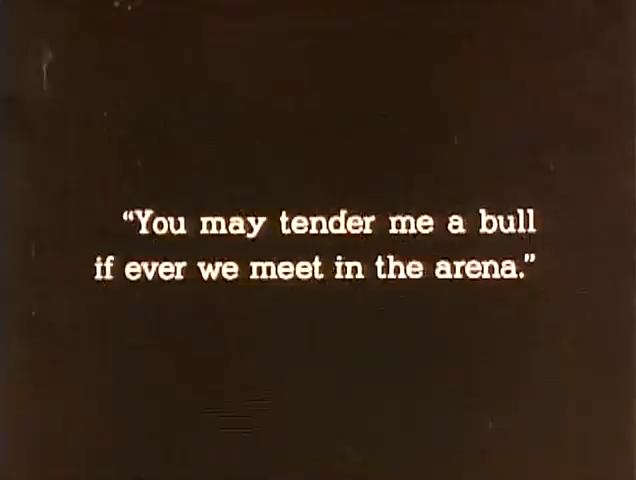 “You may tender me a bull
if ever we meet in the arena.”